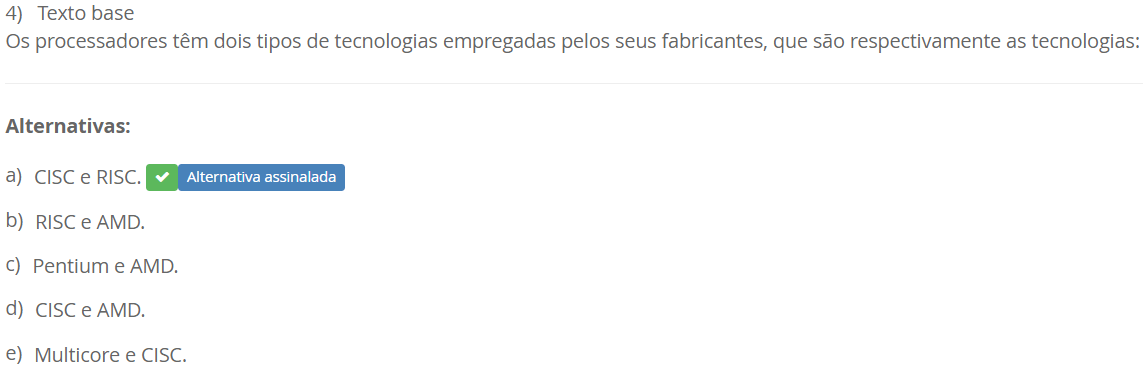 4) Texto base
Os processadores têm dois tipos de tecnologias empregadas pelos seus fabricantes, que são respectivamente as tecnologias:
Alternativas:
a) CISC e RISC. Alternativa assinalada
b) RISC e AMD.
c) Pentium e AMD.
d) CISC e AMD.
e) Multicore e CISC.